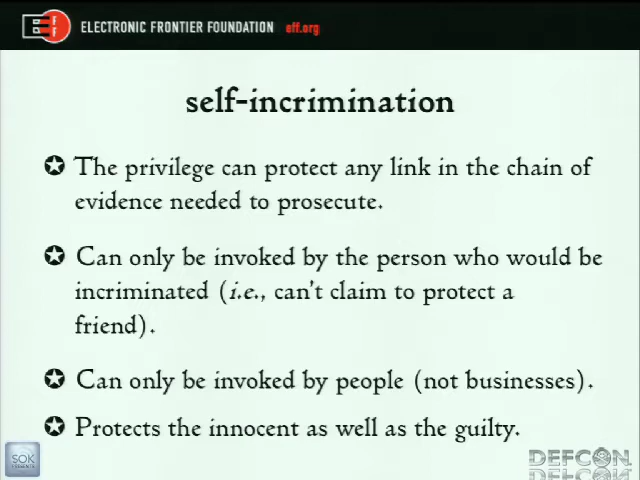 ELECTRONIC FRONTIER FOUNDATION eff.org
self-incrimination
The privilege can protect any link in the chain of
evidence needed to prosecute.
Can only be invoked by the person who would be
incriminated (i.e., can't claim to protect a
friend).
Can only be invoked by people (not businesses).
Protects the innocent as well as the guilty.
SOK
DEFCON